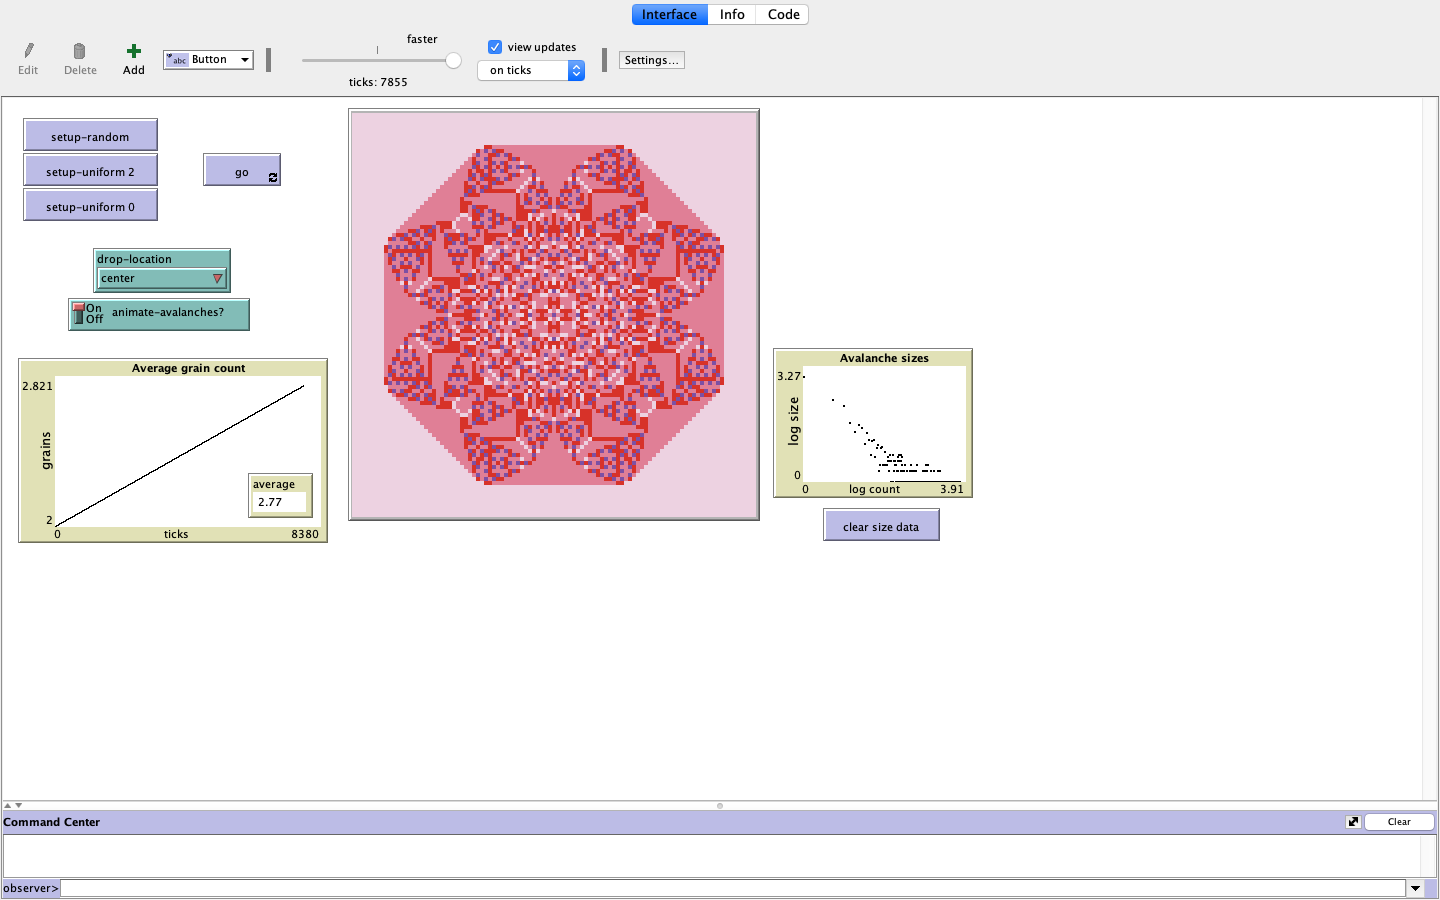 Interface Info Code
Edit
Delete
Add
abc Button
faster
ticks: 7855
view updates
on ticks
Settings...
setup-random
setup-uniform 2
setup-uniform 0
go
drop-location
center
On
Off
animate-avalanches?
Average grain count
2.821
grains
2
0
ticks
8380
average
2.77
Avalanche sizes
3.27
log size
0
0
log count
3.91
clear size data
Command Center
Clear
observer>